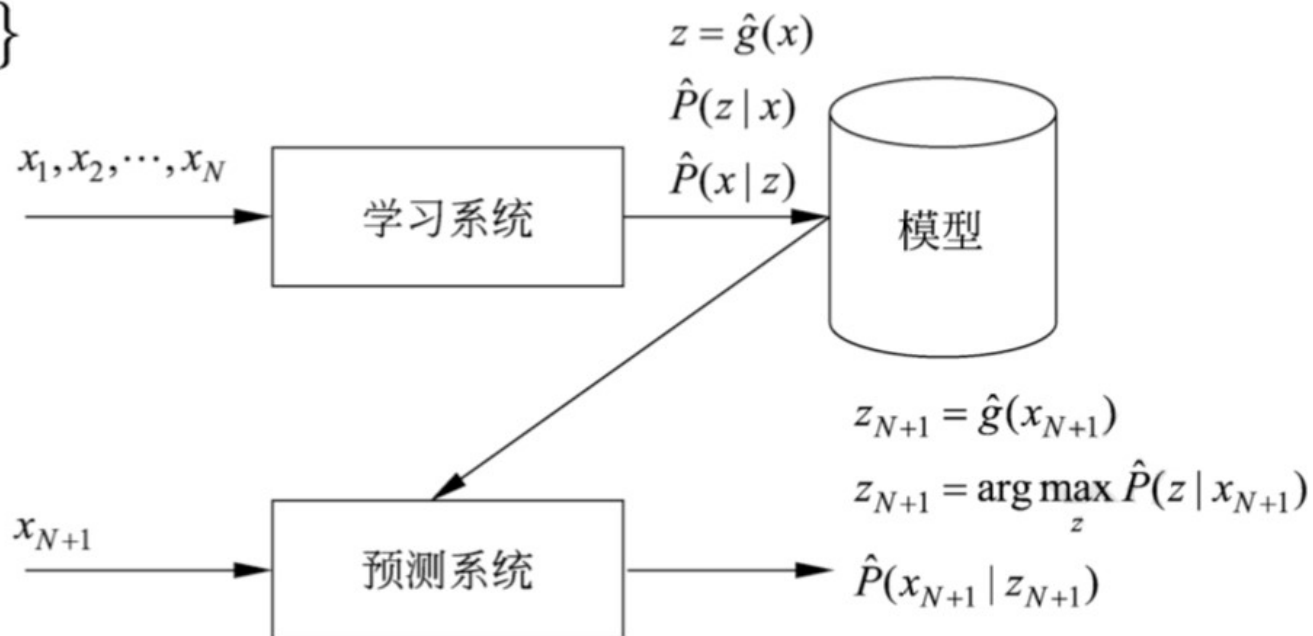 }
z = ĝ(x)
P̂(z | x)
P̂(x | z)
x₁, x₂, ⋯, x_N
学习系统
模型
z_{N+1} = ĝ(x_{N+1})
z_{N+1} = arg max_z P̂(z | x_{N+1})
x_{N+1}
预测系统
P̂(x_{N+1} | z_{N+1})